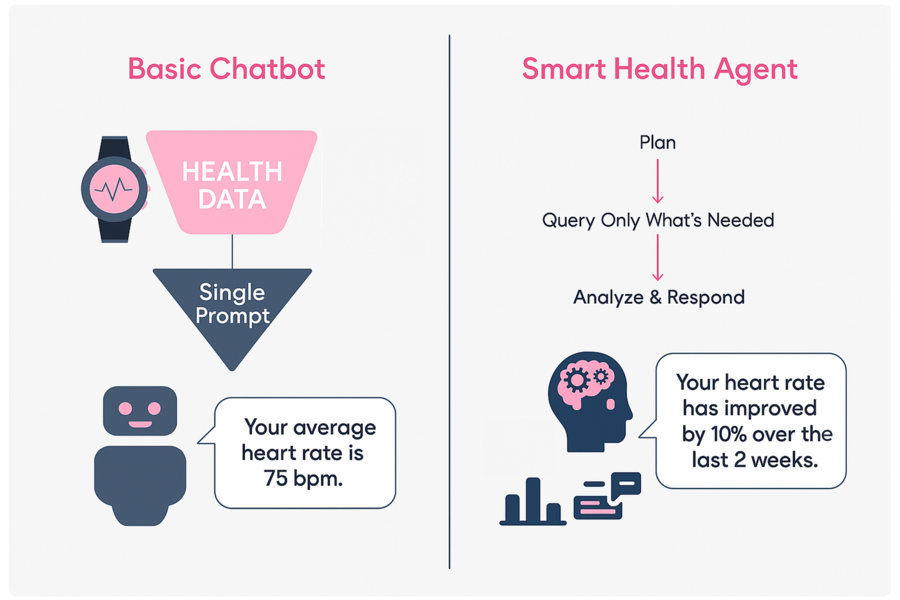 Basic Chatbot
HEALTH
DATA
Single
Prompt
Your average
heart rate is
75 bpm.
Smart Health Agent
Plan
Query Only What's Needed
Analyze & Respond
Your heart rate
has improved
by 10% over the
last 2 weeks.